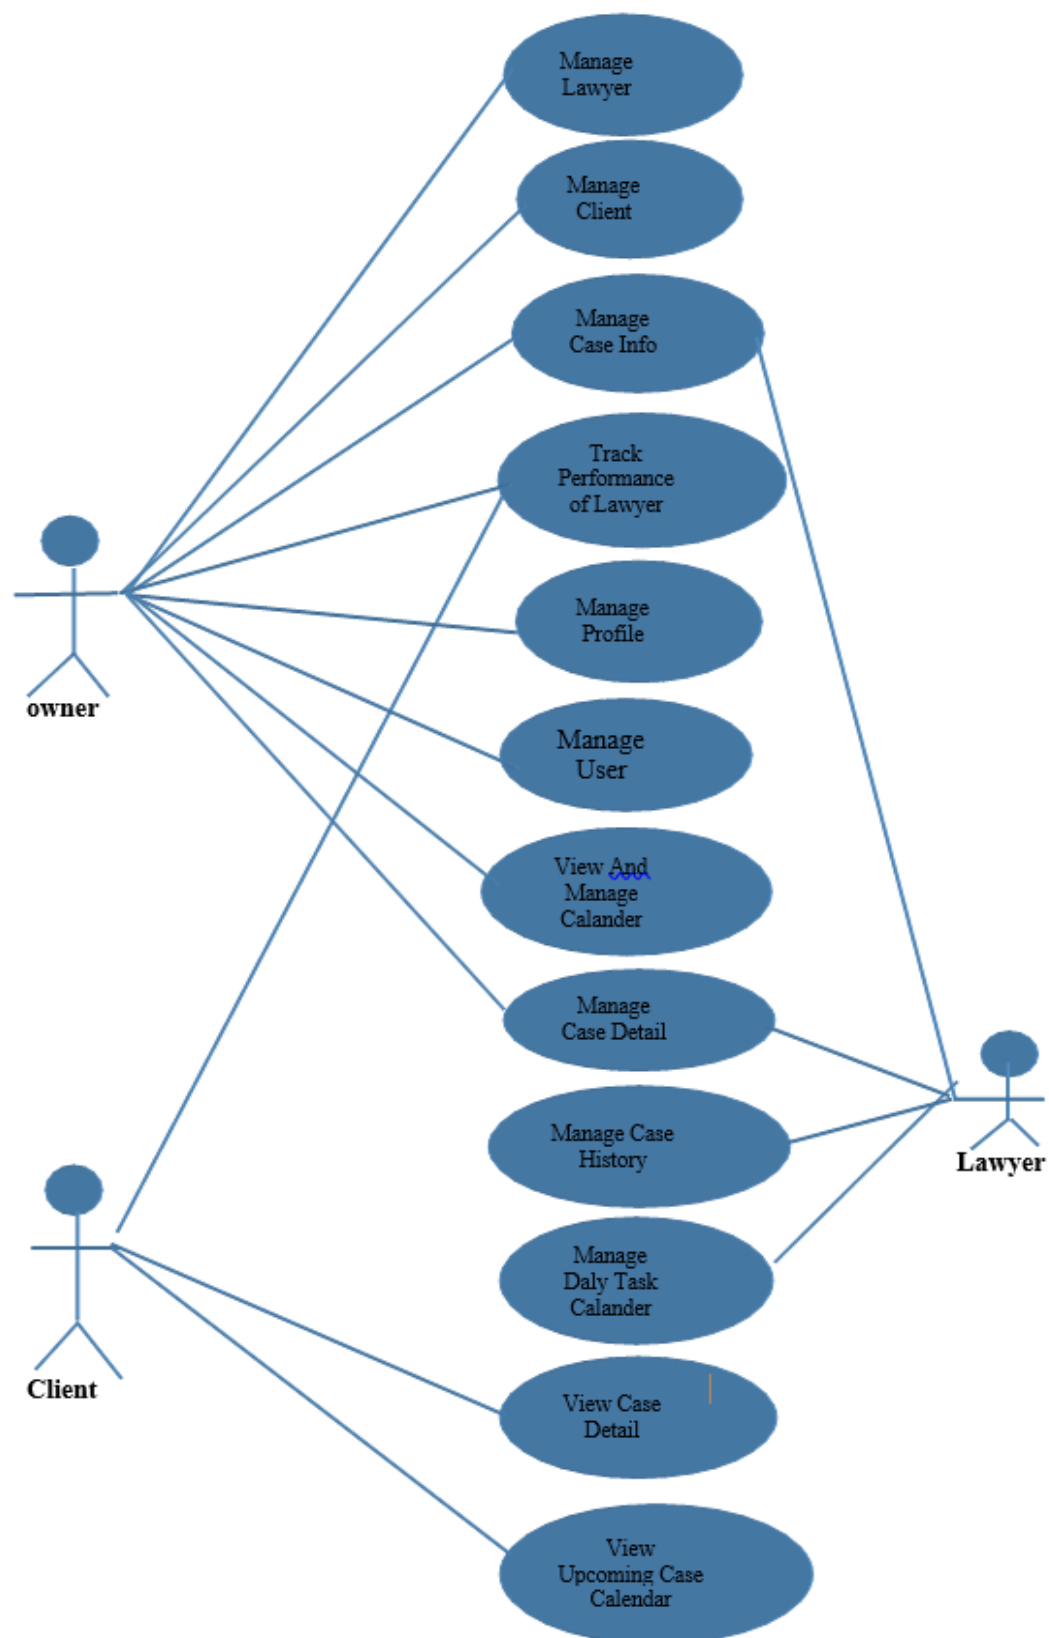 Manage
Lawyer
Manage
Client
Manage
Case Info
Track
Performance
of Lawyer
Manage
Profile
owner
Manage
User
View And
Manage
Calander
Manage
Case Detail
Manage Case
History
Lawyer
Manage
Daly Task
Calander
Client
View Case
Detail
View
Upcoming Case
Calendar